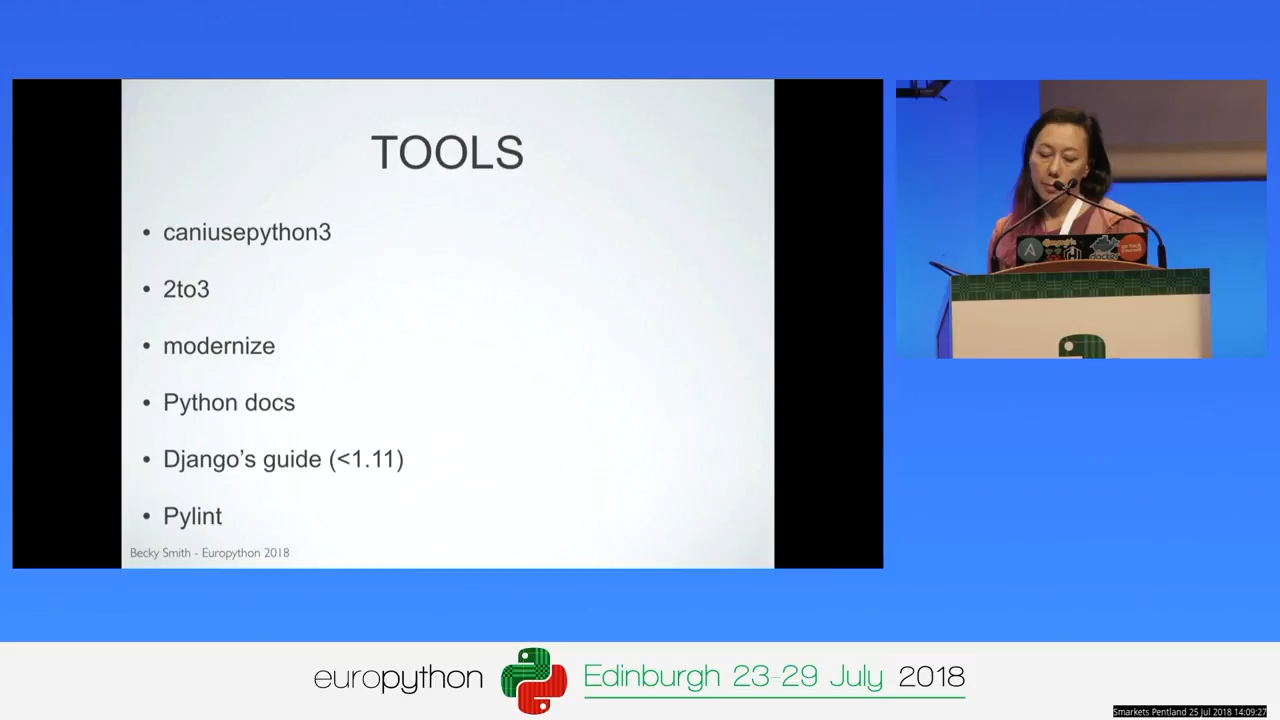 TOOLS
• caniusepython3
• 2to3
• modernize
• Python docs
• Django's guide (<1.11)
• Pylint
Becky Smith - Europython 2018
docker
europython
Edinburgh 23-29 July 2018
Smarkets Pentland 25 Jul 2018 14:09:27